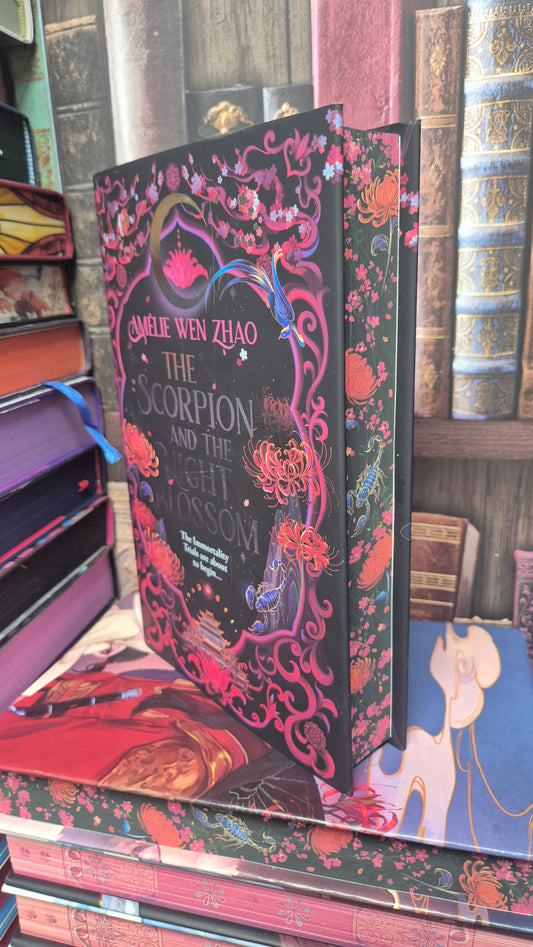 AMÉLIE WEN ZHAO
THE
SCORPION
AND THE
NIGHT
BLOSSOM
The Immortality
Trials are about
to begin...